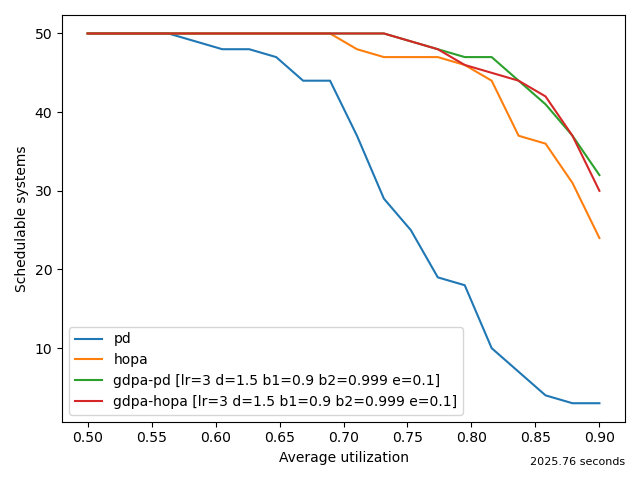 50
40
30
20
10
Schedulable systems
pd
hopa
gdpa-pd [lr=3 d=1.5 b1=0.9 b2=0.999 e=0.1]
gdpa-hopa [lr=3 d=1.5 b1=0.9 b2=0.999 e=0.1]
0.50 0.55 0.60 0.65 0.70 0.75 0.80 0.85 0.90
Average utilization
2025.76 seconds